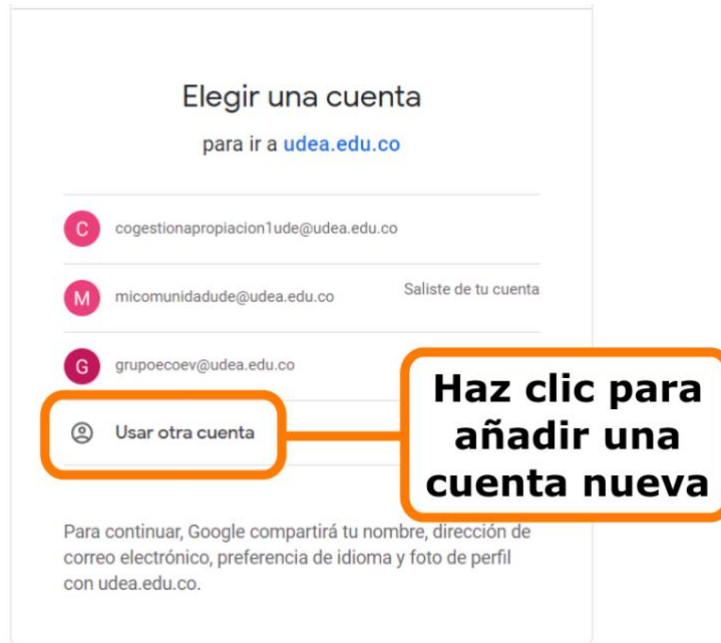 Elegir una cuenta
para ir a udea.edu.co
C cogestionapropiacion1ude@udea.edu.co
M micomunidadude@udea.edu.co Saliste de tu cuenta
G grupoecoev@udea.edu.co
Usar otra cuenta
Haz clic para
añadir una
cuenta nueva
Para continuar, Google compartirá tu nombre, dirección de
correo electrónico, preferencia de idioma y foto de perfil
con udea.edu.co.